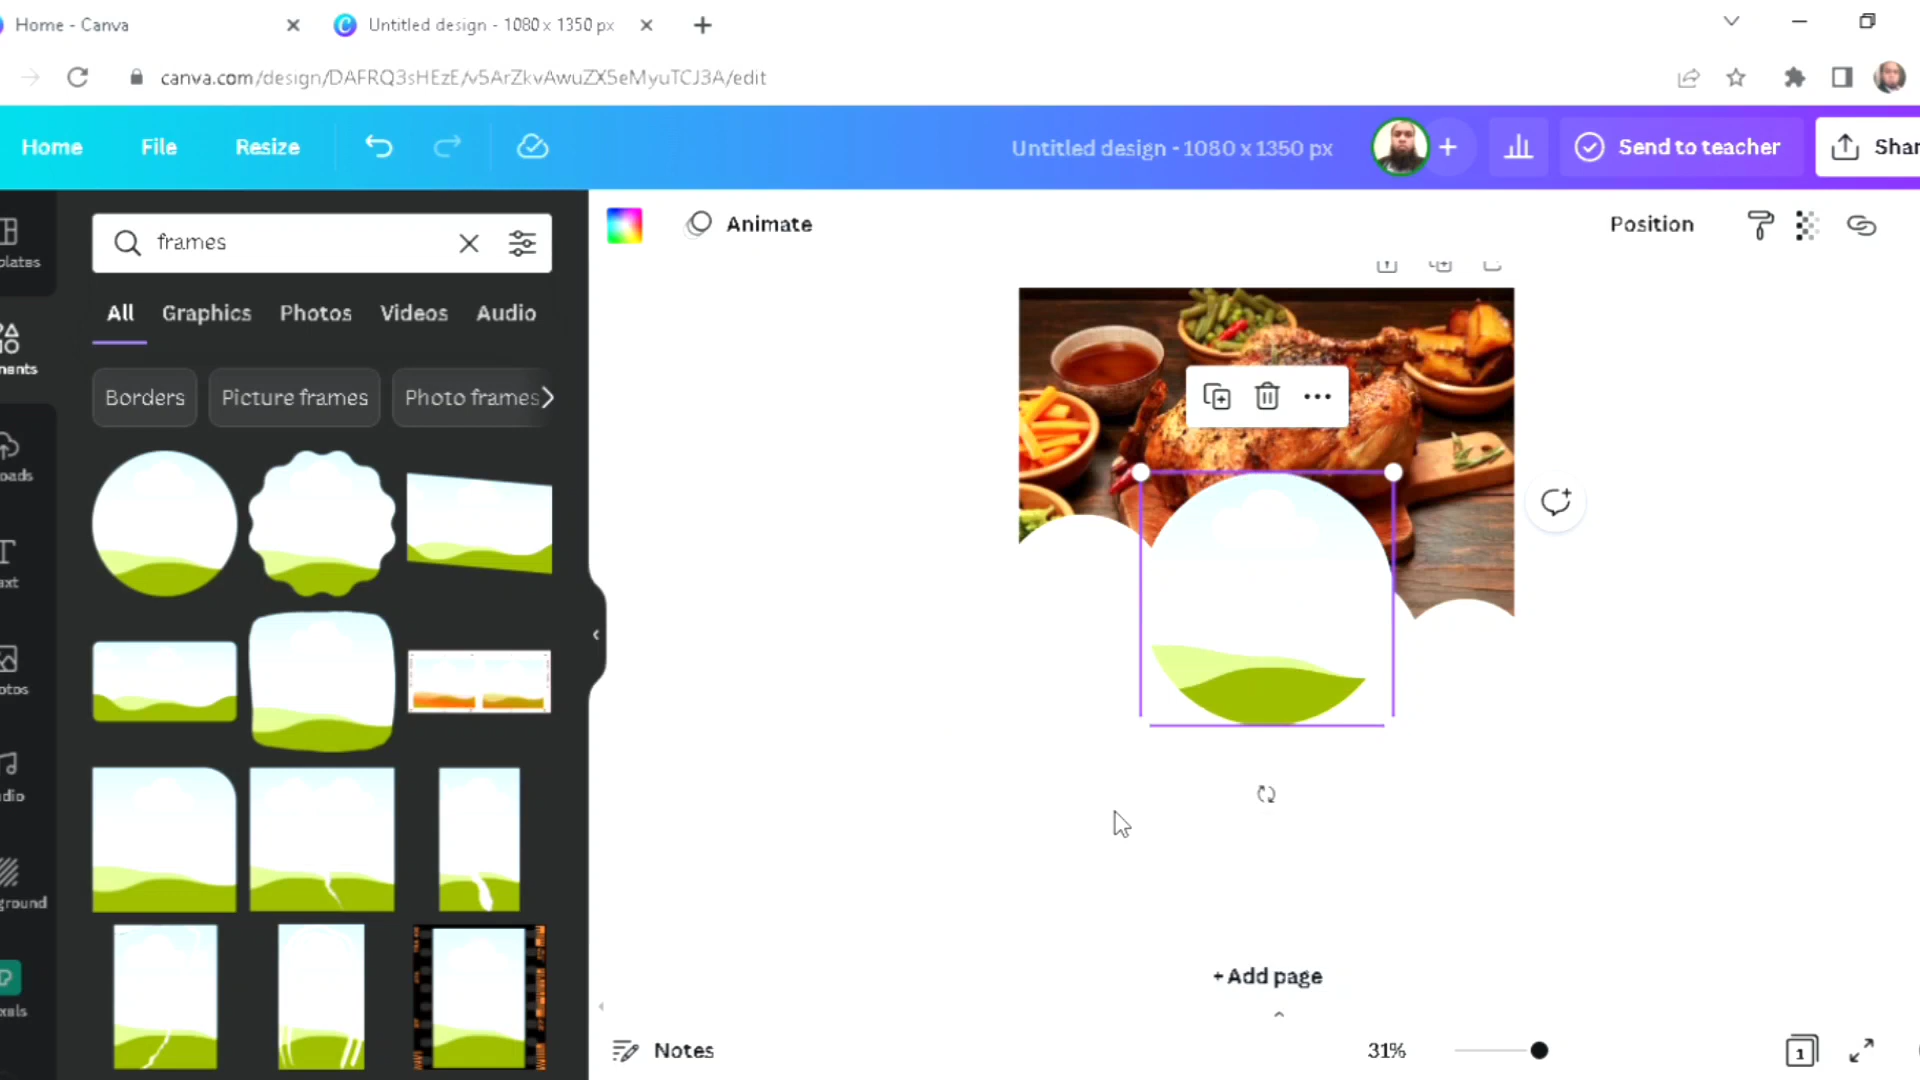 Home - Canva
Untitled design - 1080 x 1350 px
canva.com/design/DAFRQ3sHEzE/v5ArZkvAwuZX5eMyuTCJ3A/edit
Home
File
Resize
Untitled design - 1080 x 1350 px
Send to teacher
Shar
frames
Animate
Position
plates
All
Graphics
Photos
Videos
Audio
ments
Borders
Picture frames
Photo frames
oads
ext
otos
dio
ground
xels
+ Add page
Notes
31%
1